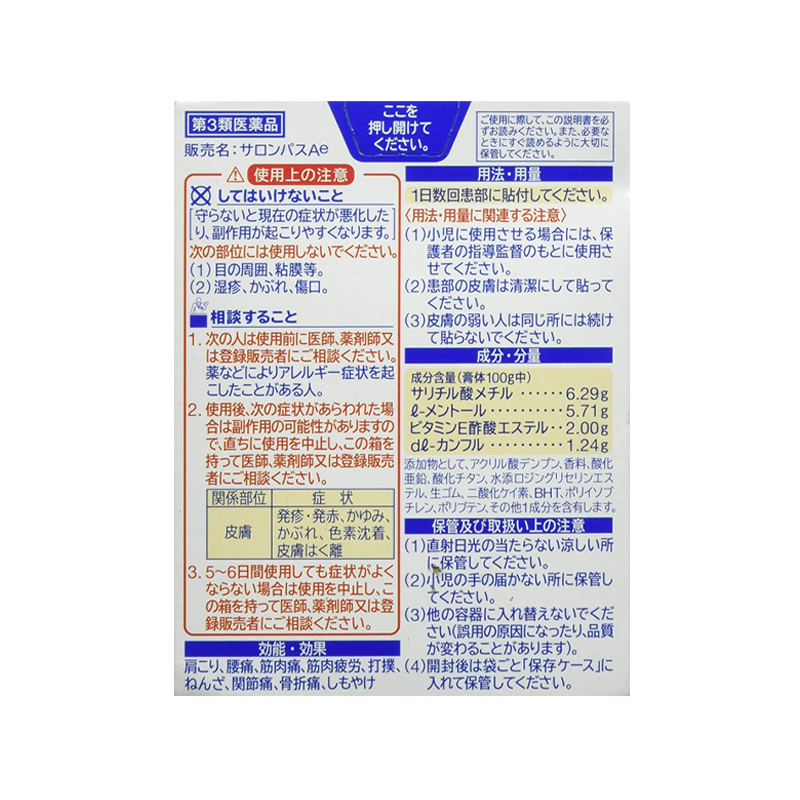 第3類医薬品
販売名：サロンパスAe
ここを
押し開けて
ください。
ご使用に際して、この説明書を必
ずお読みください。また、必要な
ときにすぐ読めるように大切に
保管してください。
使用上の注意
してはいけないこと
守らないと現在の症状が悪化した
り、副作用が起こりやすくなります。
次の部位には使用しないでください。
(1)目の周囲、粘膜等。
(2)湿疹、かぶれ、傷口。
相談すること
1. 次の人は使用前に医師、薬剤師又
は登録販売者にご相談ください。
薬などによりアレルギー症状を起
こしたことがある人。
2. 使用後、次の症状があらわれた場
合は副作用の可能性がありますの
で、直ちに使用を中止し、この箱を
持って医師、薬剤師又は登録販売
者にご相談ください。
関係部位 症状
皮膚 発疹・発赤、かゆみ、
かぶれ、色素沈着、
皮膚はく離
3. 5～6日間使用しても症状がよく
ならない場合は使用を中止し、こ
の箱を持って医師、薬剤師又は登
録販売者にご相談ください。
効能・効果
肩こり、腰痛、筋肉痛、筋肉疲労、打撲、
ねんざ、関節痛、骨折痛、しもやけ
用法・用量
1日数回患部に貼付してください。
〈用法・用量に関連する注意〉
(1)小児に使用させる場合には、保
護者の指導監督のもとに使用さ
せてください。
(2)患部の皮膚は清潔にして貼って
ください。
(3)皮膚の弱い人は同じ所には続け
て貼らないでください。
成分・分量
成分含量(膏体100g中)
サリチル酸メチル ······6.29g
ℓ-メントール··········5.71g
ビタミンE酢酸エステル··2.00g
dℓ-カンフル··········1.24g
添加物として、アクリル酸デンプン、香料、酸化
亜鉛、酸化チタン、水添ロジングリセリンエス
テル、生ゴム、二酸化ケイ素、BHT、ポリイソブ
チレン、ポリブテン、その他1成分を含有します。
保管及び取扱い上の注意
(1)直射日光の当たらない涼しい所
に保管してください。
(2)小児の手の届かない所に保管し
てください。
(3)他の容器に入れ替えないでくだ
さい(誤用の原因になったり、品質
が変わることがあります)。
(4)開封後は袋ごと「保存ケース」に
入れて保管してください。